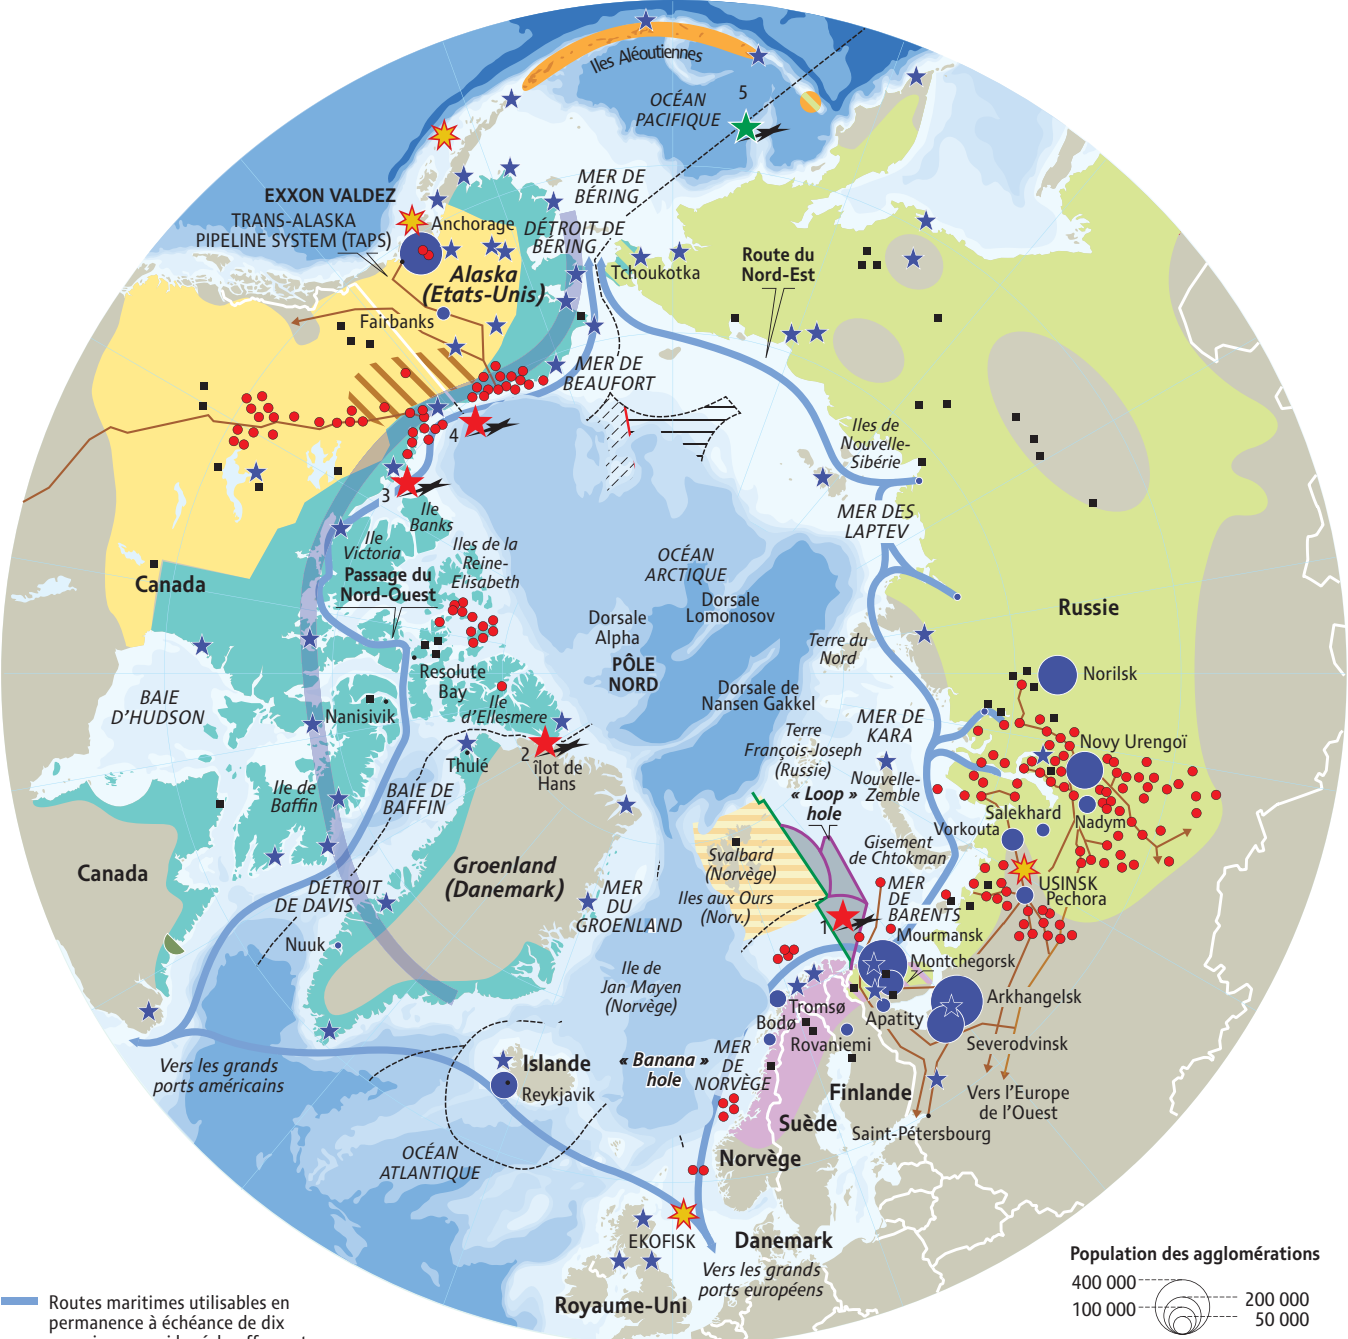 Iles Aléoutiennes
OCÉAN
PACIFIQUE
5
MER DE
BÉRING
EXXON VALDEZ
TRANS-ALASKA
PIPELINE SYSTEM (TAPS)
Anchorage
DÉTROIT DE
BÉRING
Alaska
(Etats-Unis)
Tchoukotka
Route du
Nord-Est
Fairbanks
MER DE
BEAUFORT
4
3
Ile
Banks
Iles de
Nouvelle-
Sibérie
MER DES
LAPTEV
Ile
Victoria
Iles de la
Reine-
Elisabeth
Passage du
Nord-Ouest
OCÉAN
ARCTIQUE
Canada
Dorsale
Alpha
Dorsale
Lomonosov
Russie
Terre du
Nord
PÔLE
NORD
Resolute
Bay
Norilsk
BAIE
D'HUDSON
Nanisivik
Ile
d'Ellesmere
Dorsale de
Nansen Gakkel
MER DE
KARA
Terre
François-Joseph
(Russie)
Novy Urengoï
2
îlot de
Hans
Thulé
Ile de
Baffin
BAIE DE
BAFFIN
Nouvelle-
Zemble
« Loop »
hole
Salekhard
Nadym
Vorkouta
Gisement
de Chtokman
Canada
Svalbard
(Norvège)
Groenland
(Danemark)
DÉTROIT
DE DAVIS
MER
DU
GROENLAND
Iles aux Ours
(Norv.)
MER
DE
BARENTS
USINSK
Pechora
1
Mourmansk
Nuuk
Montchegorsk
Ile de
Jan Mayen
(Norvège)
Arkhangelsk
Tromsø
Bodø
Apatity
Rovaniemi
Severodvinsk
Vers les grands
ports américains
Islande
Reykjavik
« Banana »
hole
MER
DE
NORVÈGE
Finlande
Vers l'Europe
de l'Ouest
Suède
Saint-Pétersbourg
OCÉAN
ATLANTIQUE
Norvège
EKOFISK
Danemark
Vers les grands
ports européens
Royaume-Uni
Population des agglomérations
400 000
200 000
100 000
50 000
Routes maritimes utilisables en
permanence à échéance de dix